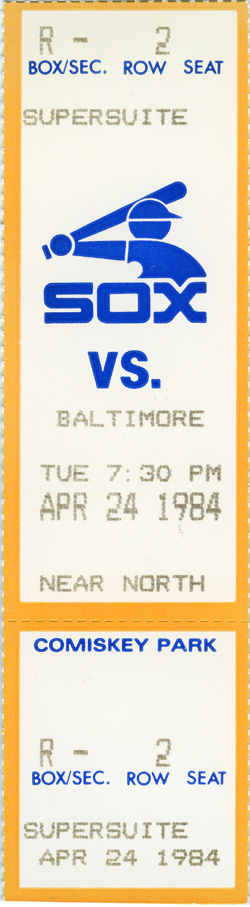 R - 2
BOX/SEC. ROW SEAT
SUPERSUITE
SOX
VS.
BALTIMORE
TUE 7:30 PM
APR 24 1984
NEAR NORTH
COMISKEY PARK
R - 2
BOX/SEC. ROW SEAT
SUPERSUITE
APR 24 1984